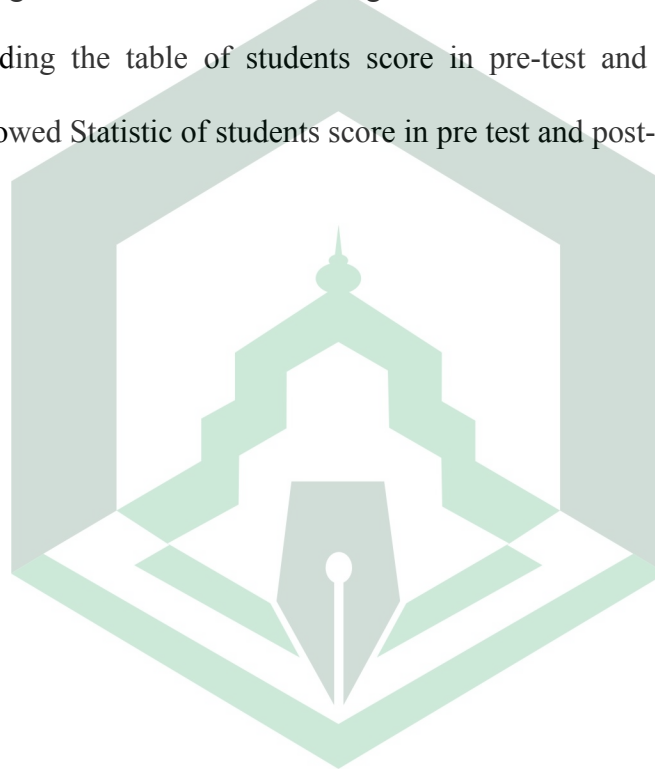 ding the table of students score in pre-test and
owed Statistic of students score in pre test and post-